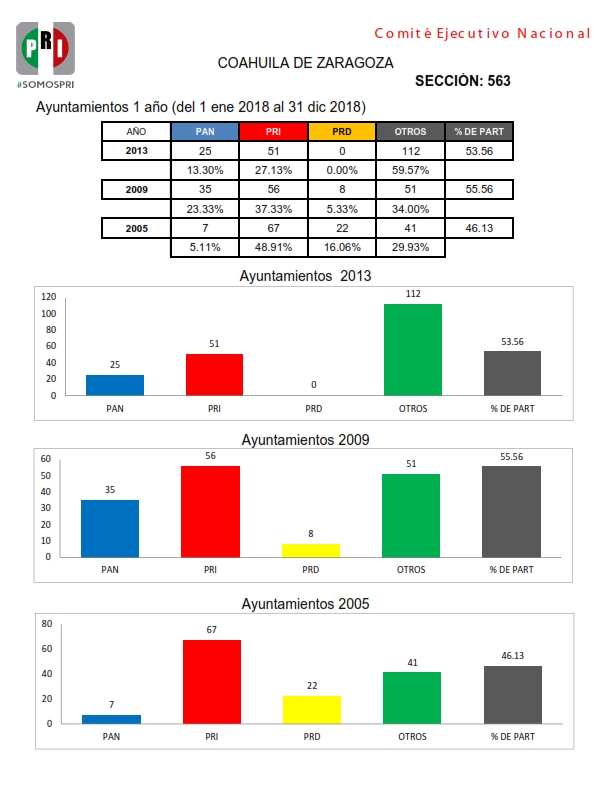 Comité Ejecutivo Nacional
PRI
#SOMOSPRI
COAHUILA DE ZARAGOZA
SECCIÓN: 563
Ayuntamientos 1 año (del 1 ene 2018 al 31 dic 2018)
AÑO PAN PRI PRD OTROS % DE PART
2013 25 51 0 112 53.56
13.30% 27.13% 0.00% 59.57%
2009 35 56 8 51 55.56
23.33% 37.33% 5.33% 34.00%
2005 7 67 22 41 46.13
5.11% 48.91% 16.06% 29.93%
Ayuntamientos 2013
120
100
80
60
40
20
0
25 51 0 112 53.56
PAN PRI PRD OTROS % DE PART
Ayuntamientos 2009
60
50
40
30
20
10
0
35 56 8 51 55.56
PAN PRI PRD OTROS % DE PART
Ayuntamientos 2005
80
60
40
20
0
7 67 22 41 46.13
PAN PRI PRD OTROS % DE PART